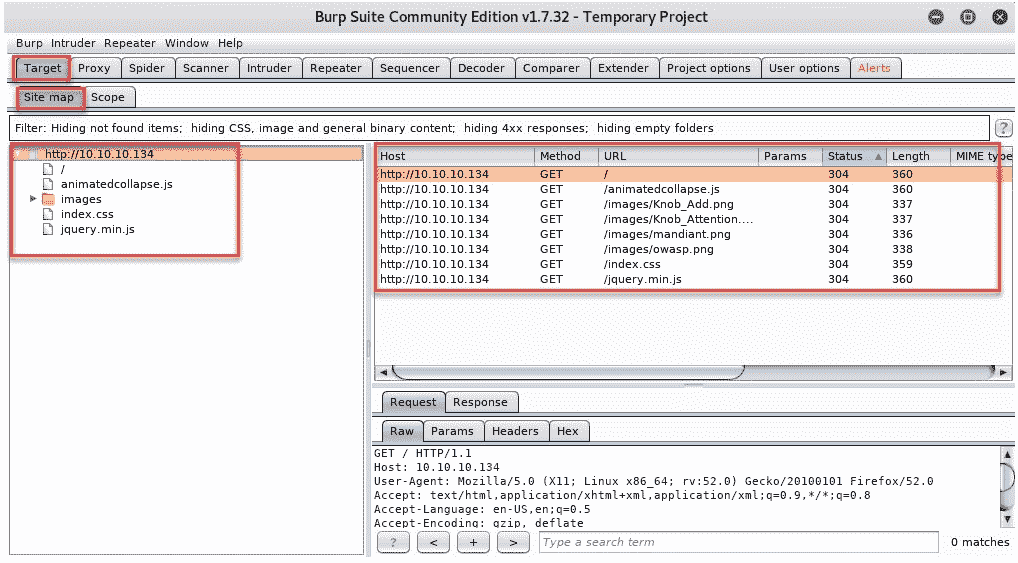 Burp Suite Community Edition v1.7.32 - Temporary Project
Burp Intruder Repeater Window Help
Target Proxy Spider Scanner Intruder Repeater Sequencer Decoder Comparer Extender Project options User options Alerts
Site map Scope
Filter: Hiding not found items; hiding CSS, image and general binary content; hiding 4xx responses; hiding empty folders ?
http://10.10.10.134
/
animatedcollapse.js
images
index.css
jquery.min.js
Host Method URL Params Status Length MIME type
http://10.10.10.134 GET / 304 360
http://10.10.10.134 GET /animatedcollapse.js 304 360
http://10.10.10.134 GET /images/Knob_Add.png 304 337
http://10.10.10.134 GET /images/Knob_Attention.... 304 337
http://10.10.10.134 GET /images/mandiant.png 304 336
http://10.10.10.134 GET /images/owasp.png 304 338
http://10.10.10.134 GET /index.css 304 359
http://10.10.10.134 GET /jquery.min.js 304 360
Request Response
Raw Params Headers Hex
GET / HTTP/1.1
Host: 10.10.10.134
User-Agent: Mozilla/5.0 (X11; Linux x86_64; rv:52.0) Gecko/20100101 Firefox/52.0
Accept: text/html,application/xhtml+xml,application/xml;q=0.9,*/*;q=0.8
Accept-Language: en-US,en;q=0.5
Accept-Encoding: gzip, deflate
? < + > Type a search term 0 matches